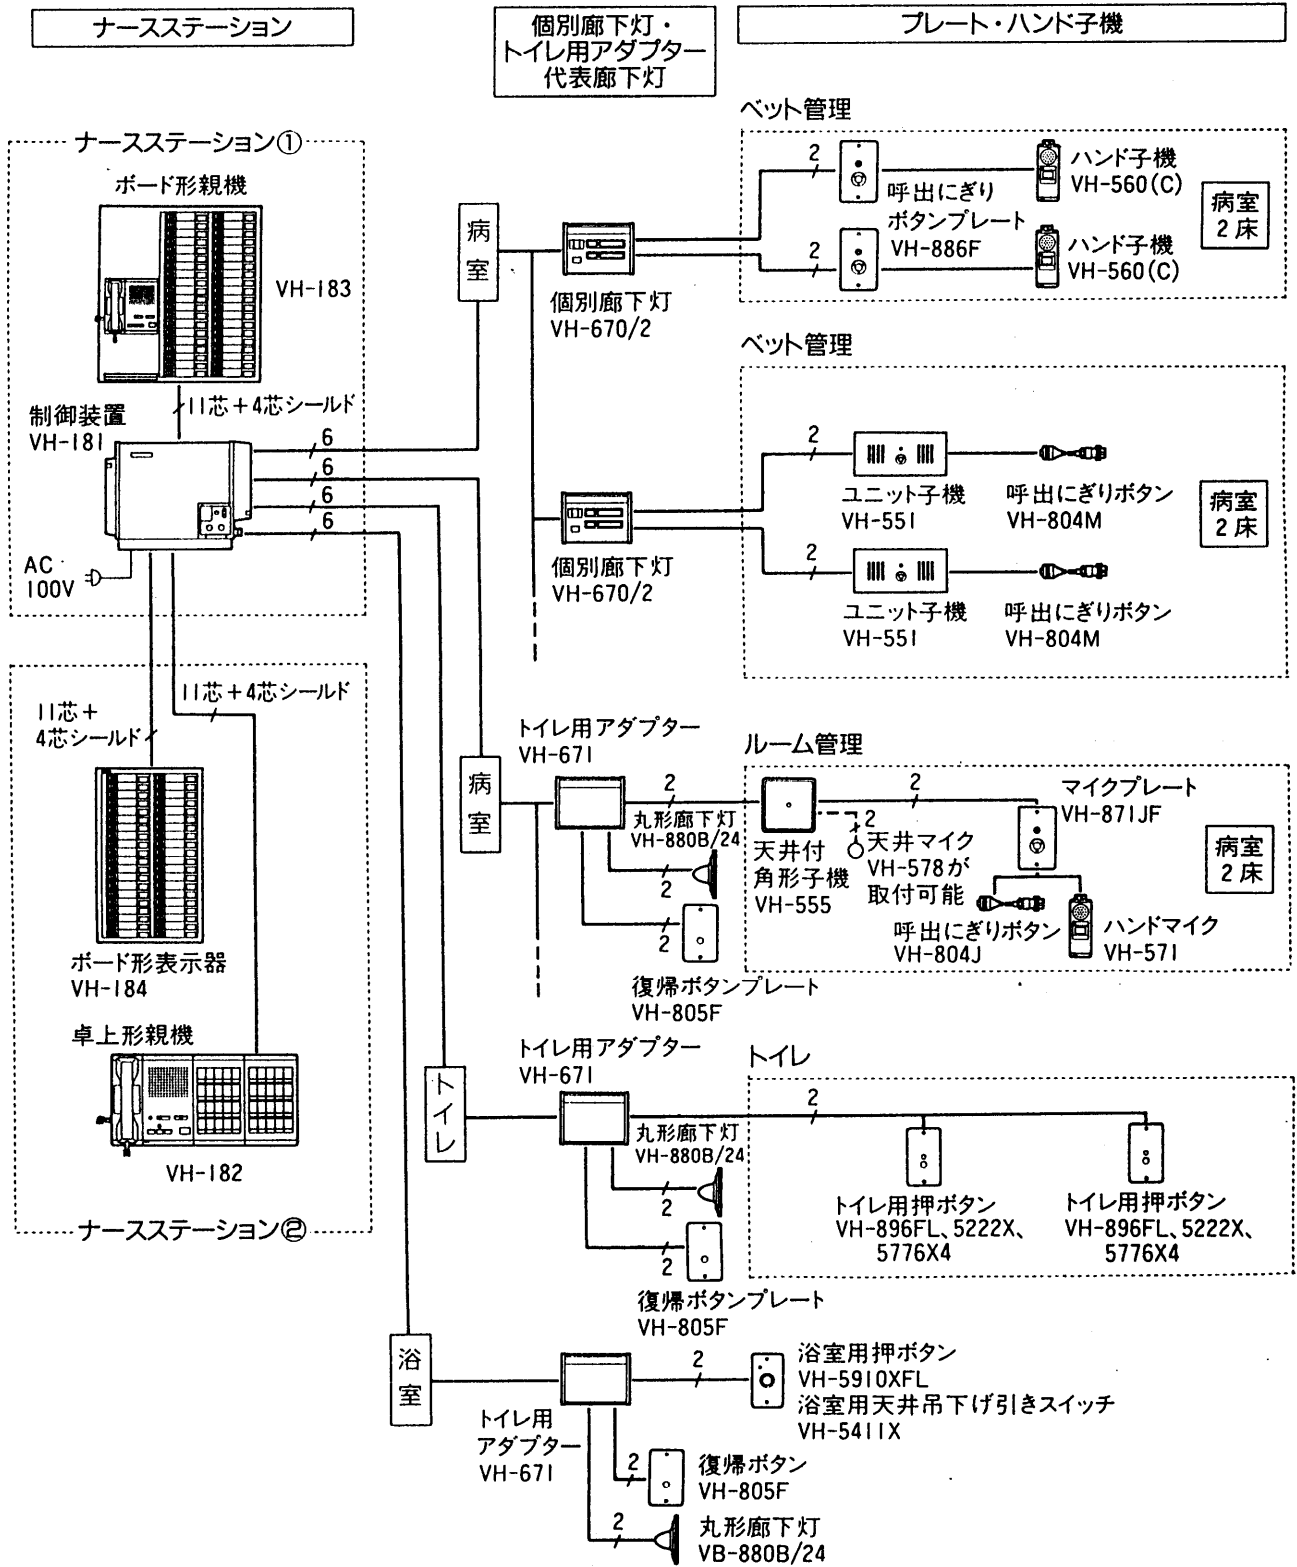 ナースステーション
個別廊下灯・
トイレ用アダプター
代表廊下灯
プレート・ハンド子機
ナースステーション①
ボード形親機
VH-183
11芯+4芯シールド
制御装置
VH-181
6
6
6
6
AC
100V
11芯+4芯シールド
11芯+
4芯シールド
ボード形表示器
VH-184
卓上形親機
VH-182
ナースステーション②
病室
個別廊下灯
VH-670/2
ベット管理
2
2
呼出にぎり
ボタンプレート
VH-886F
ハンド子機
VH-560(C)
ハンド子機
VH-560(C)
病室
2床
個別廊下灯
VH-670/2
ベット管理
2
ユニット子機
VH-551
呼出にぎりボタン
VH-804M
2
ユニット子機
VH-551
呼出にぎりボタン
VH-804M
病室
2床
病室
トイレ用アダプター
VH-671
2
丸形廊下灯
VH-880B/24
2
2
復帰ボタンプレート
VH-805F
ルーム管理
天井付
角形子機
VH-555
2
2
天井マイク
VH-578が
取付可能
マイクプレート
VH-871JF
呼出にぎりボタン
VH-804J
ハンドマイク
VH-571
病室
2床
トイレ
トイレ用アダプター
VH-671
丸形廊下灯
VH-880B/24
2
2
復帰ボタンプレート
VH-805F
トイレ
2
トイレ用押ボタン
VH-896FL、5222X、
5776X4
トイレ用押ボタン
VH-896FL、5222X、
5776X4
浴室
トイレ用
アダプター
VH-671
2
浴室用押ボタン
VH-5910XFL
浴室用天井吊下げ引きスイッチ
VH-5411X
2
復帰ボタン
VH-805F
2
丸形廊下灯
VB-880B/24